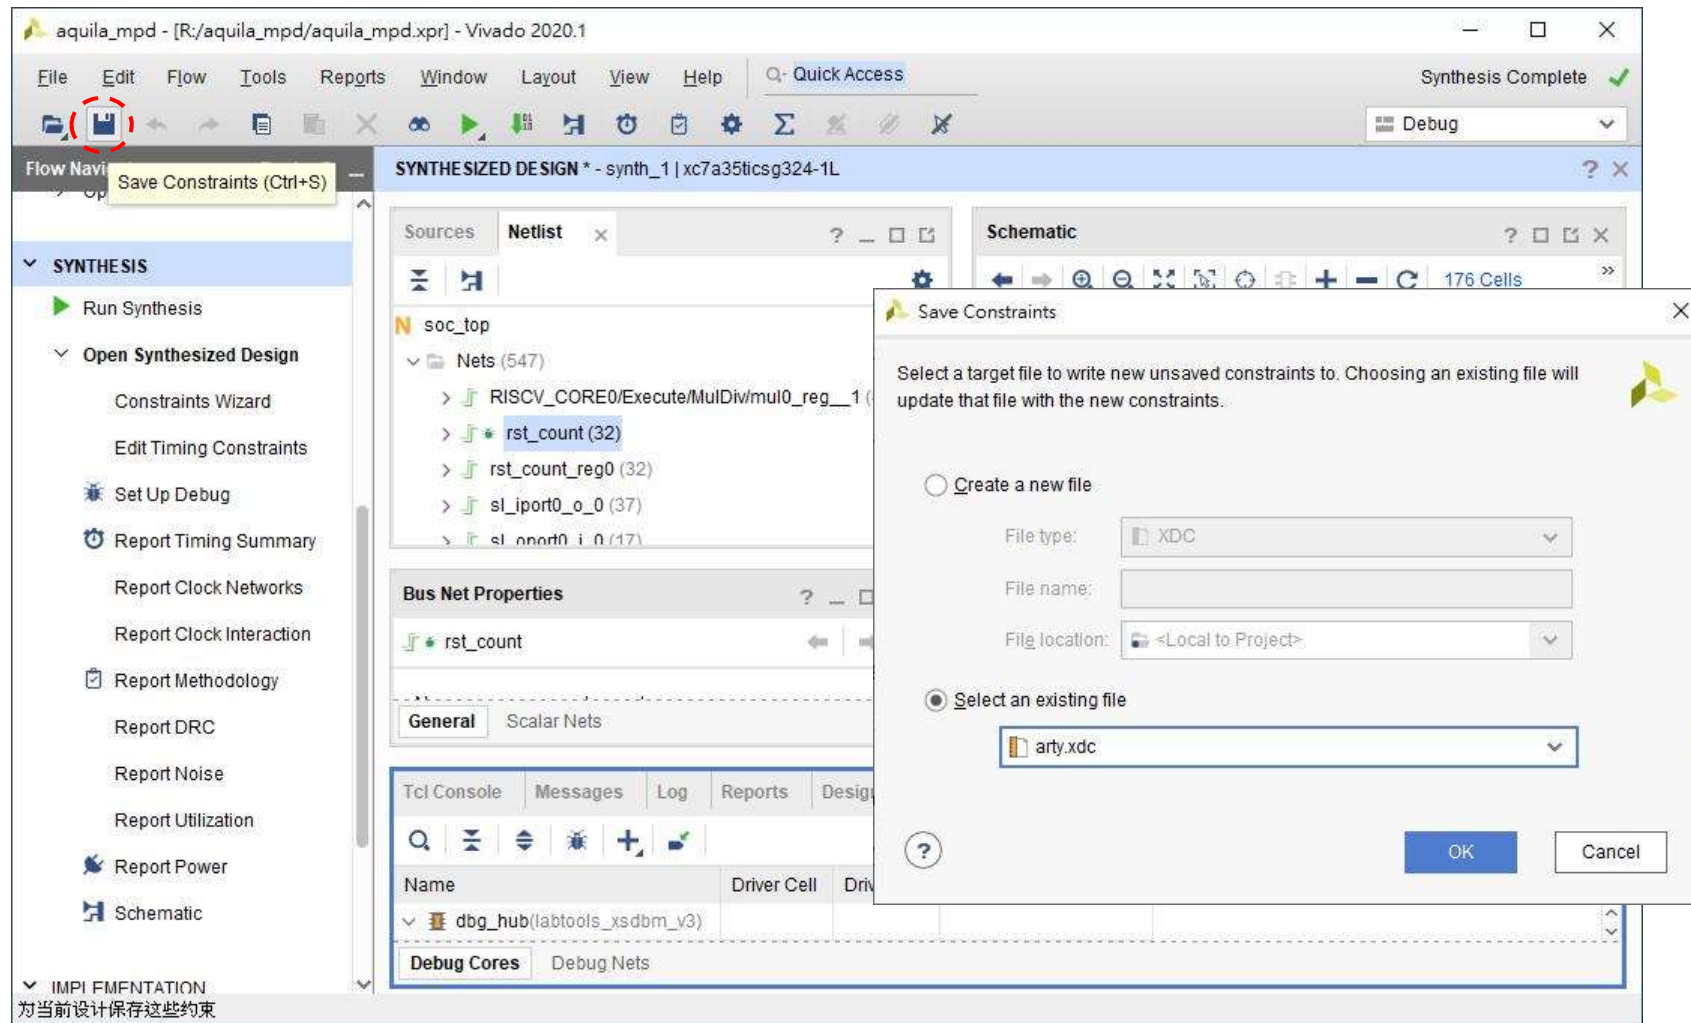 aquila_mpd - [R:/aquila_mpd/aquila_mpd.xpr] - Vivado 2020.1
File Edit Flow Tools Reports Window Layout View Help Quick Access Synthesis Complete
Debug
Flow Navi
Save Constraints (Ctrl+S)
SYNTHESIZED DESIGN * - synth_1 | xc7a35ticsg324-1L
SYNTHESIS
Run Synthesis
Open Synthesized Design
Constraints Wizard
Edit Timing Constraints
Set Up Debug
Report Timing Summary
Report Clock Networks
Report Clock Interaction
Report Methodology
Report DRC
Report Noise
Report Utilization
Report Power
Schematic
IMPLEMENTATION
Sources Netlist
soc_top
Nets (547)
RISCV_CORE0/Execute/MulDiv/mul0_reg__1
rst_count (32)
rst_count_reg0 (32)
sl_iport0_o_0 (37)
sl_oport0_i_0 (17)
Bus Net Properties
rst_count
General Scalar Nets
Tcl Console Messages Log Reports Desig
Name Driver Cell Driv
dbg_hub(labtools_xsdbm_v3)
Debug Cores Debug Nets
Schematic
176 Cells
Save Constraints
Select a target file to write new unsaved constraints to. Choosing an existing file will
update that file with the new constraints.
Create a new file
File type: XDC
File name:
File location: <Local to Project>
Select an existing file
arty.xdc
OK Cancel
为当前设计保存这些约束